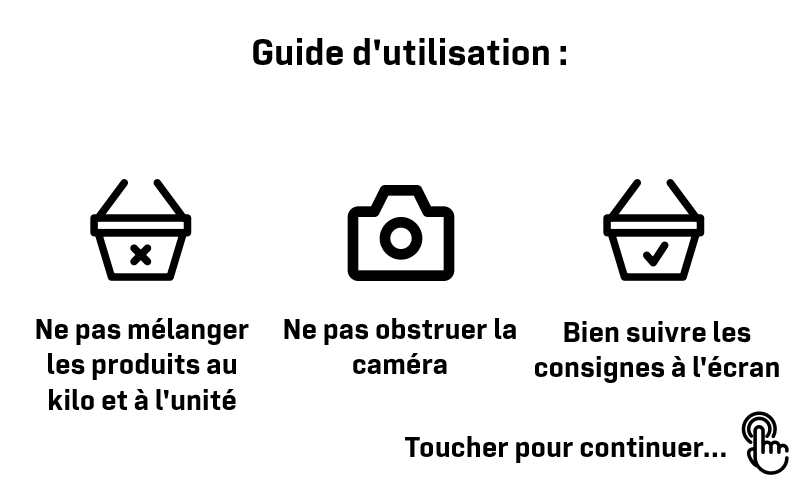 Guide d'utilisation :
Ne pas mélanger
les produits au
kilo et à l'unité
Ne pas obstruer la
caméra
Bien suivre les
consignes à l'écran
Toucher pour continuer...